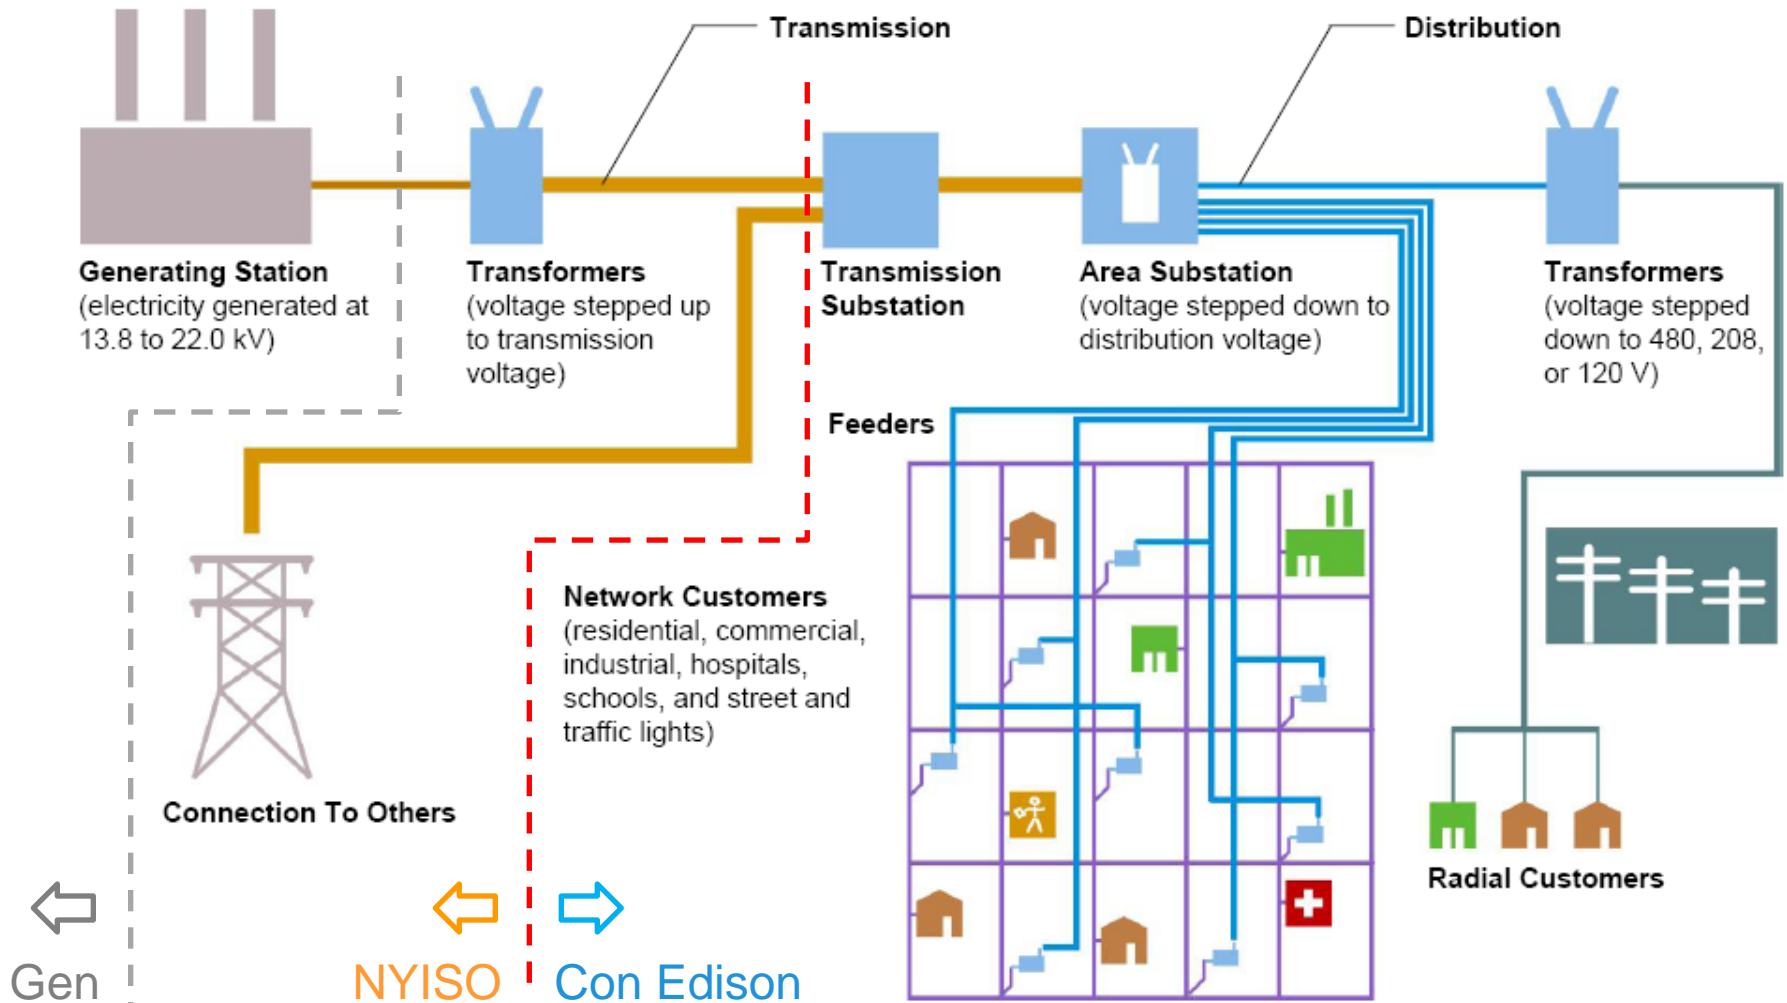 Transmission
Distribution
Generating Station
(electricity generated at
13.8 to 22.0 kV)
Transformers
(voltage stepped up
to transmission
voltage)
Transmission
Substation
Area Substation
(voltage stepped down to
distribution voltage)
Transformers
(voltage stepped
down to 480, 208,
or 120 V)
Feeders
Network Customers
(residential, commercial,
industrial, hospitals,
schools, and street and
traffic lights)
Connection To Others
Radial Customers
Gen
NYISO
Con Edison